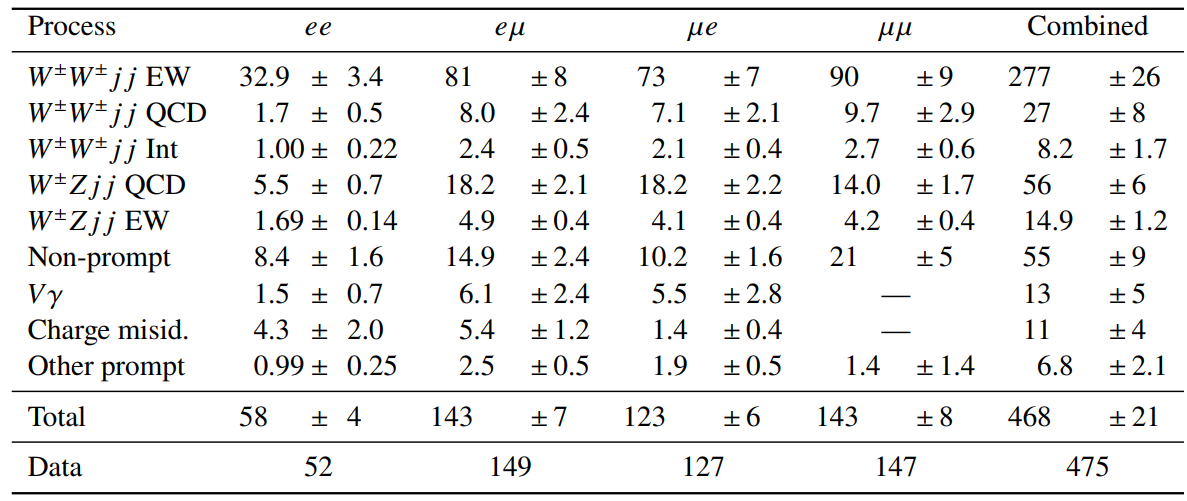 Process ee eμ μe μμ Combined
W±W±jj EW 32.9 ± 3.4 81 ± 8 73 ± 7 90 ± 9 277 ± 26
W±W±jj QCD 1.7 ± 0.5 8.0 ± 2.4 7.1 ± 2.1 9.7 ± 2.9 27 ± 8
W±W±jj Int 1.00 ± 0.22 2.4 ± 0.5 2.1 ± 0.4 2.7 ± 0.6 8.2 ± 1.7
W±Zjj QCD 5.5 ± 0.7 18.2 ± 2.1 18.2 ± 2.2 14.0 ± 1.7 56 ± 6
W±Zjj EW 1.69 ± 0.14 4.9 ± 0.4 4.1 ± 0.4 4.2 ± 0.4 14.9 ± 1.2
Non-prompt 8.4 ± 1.6 14.9 ± 2.4 10.2 ± 1.6 21 ± 5 55 ± 9
Vγ 1.5 ± 0.7 6.1 ± 2.4 5.5 ± 2.8 — 13 ± 5
Charge misid. 4.3 ± 2.0 5.4 ± 1.2 1.4 ± 0.4 — 11 ± 4
Other prompt 0.99 ± 0.25 2.5 ± 0.5 1.9 ± 0.5 1.4 ± 1.4 6.8 ± 2.1
Total 58 ± 4 143 ± 7 123 ± 6 143 ± 8 468 ± 21
Data 52 149 127 147 475